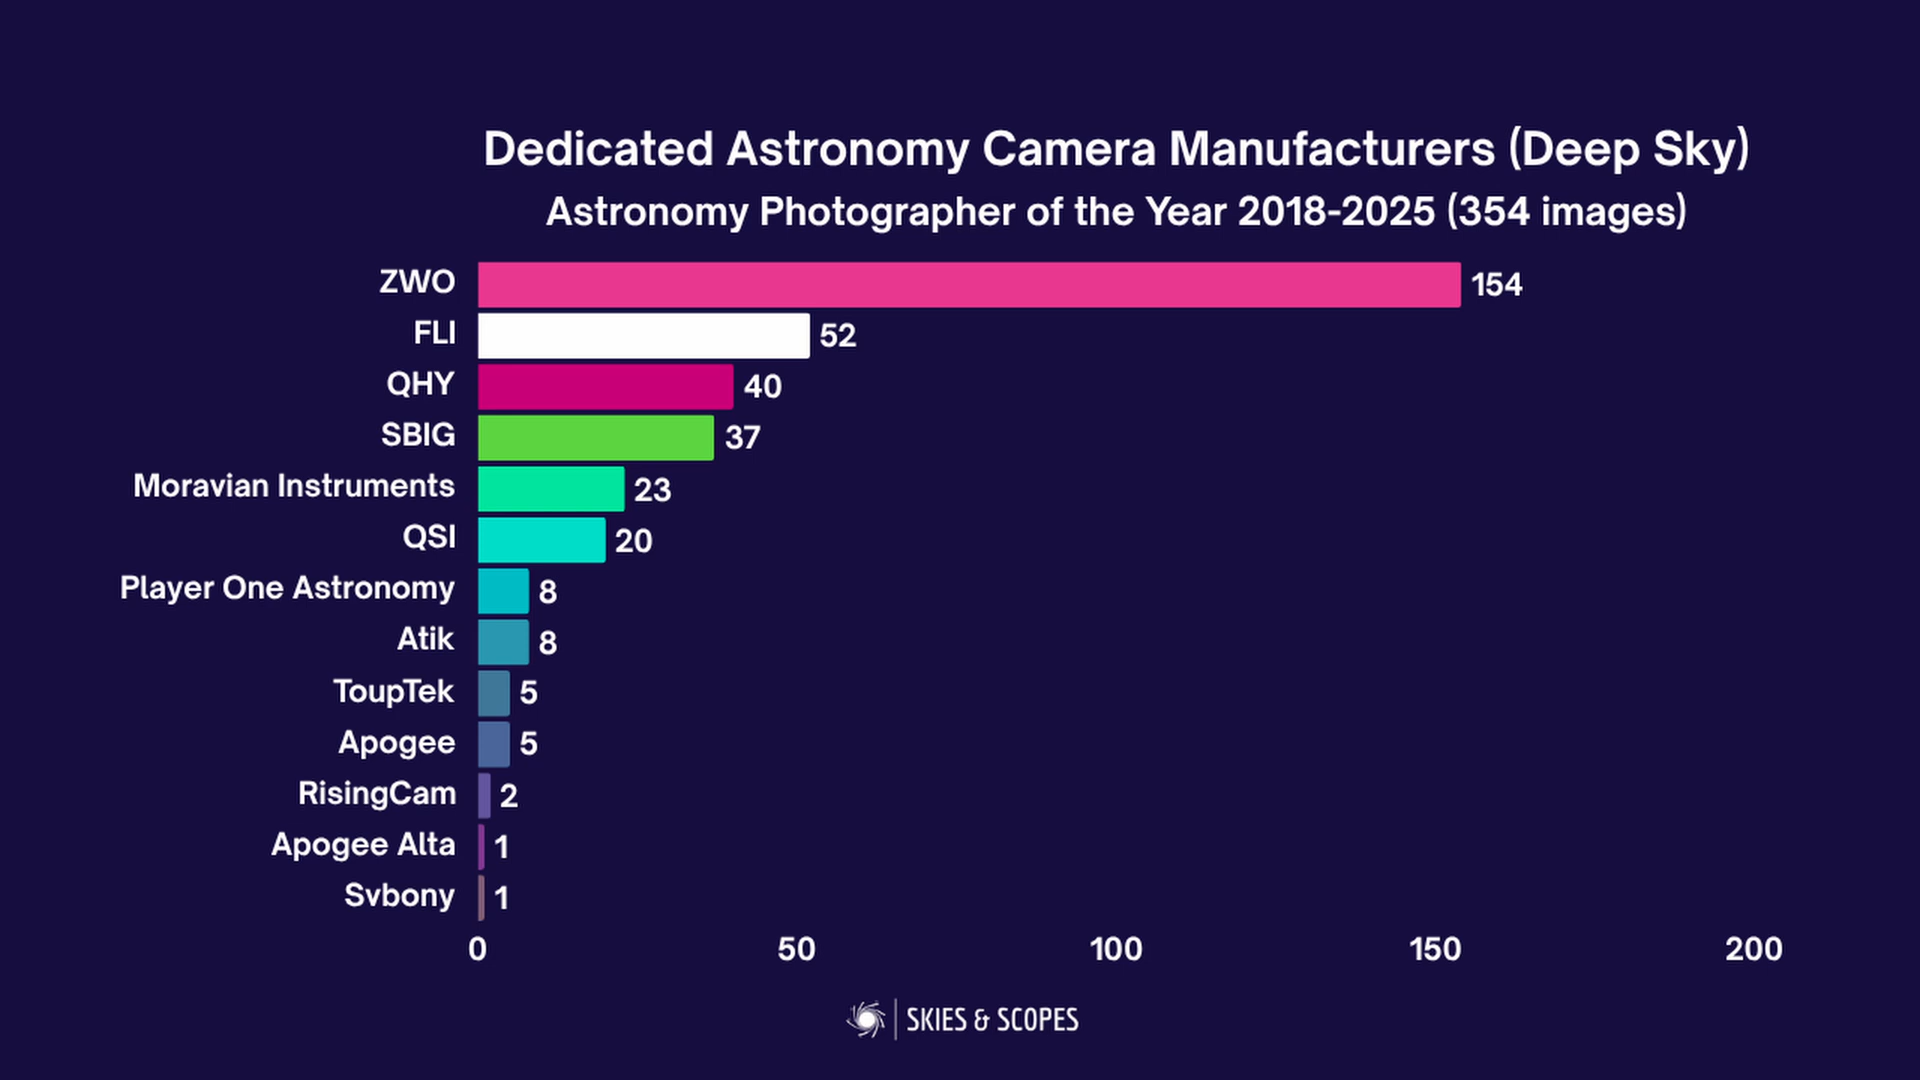 Dedicated Astronomy Camera Manufacturers (Deep Sky)
Astronomy Photographer of the Year 2018-2025 (354 images)
ZWO 154
FLI 52
QHY 40
SBIG 37
Moravian Instruments 23
QSI 20
Player One Astronomy 8
Atik 8
ToupTek 5
Apogee 5
RisingCam 2
Apogee Alta 1
Svbony 1
0 50 100 150 200
SKIES & SCOPES